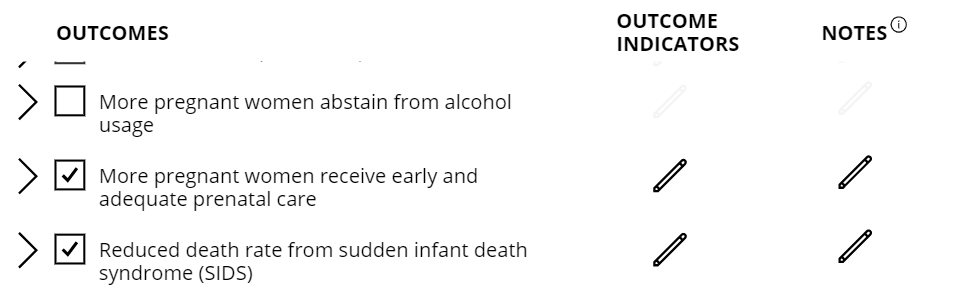 OUTCOMES
OUTCOME
INDICATORS
NOTES
More pregnant women abstain from alcohol
usage
More pregnant women receive early and
adequate prenatal care
Reduced death rate from sudden infant death
syndrome (SIDS)